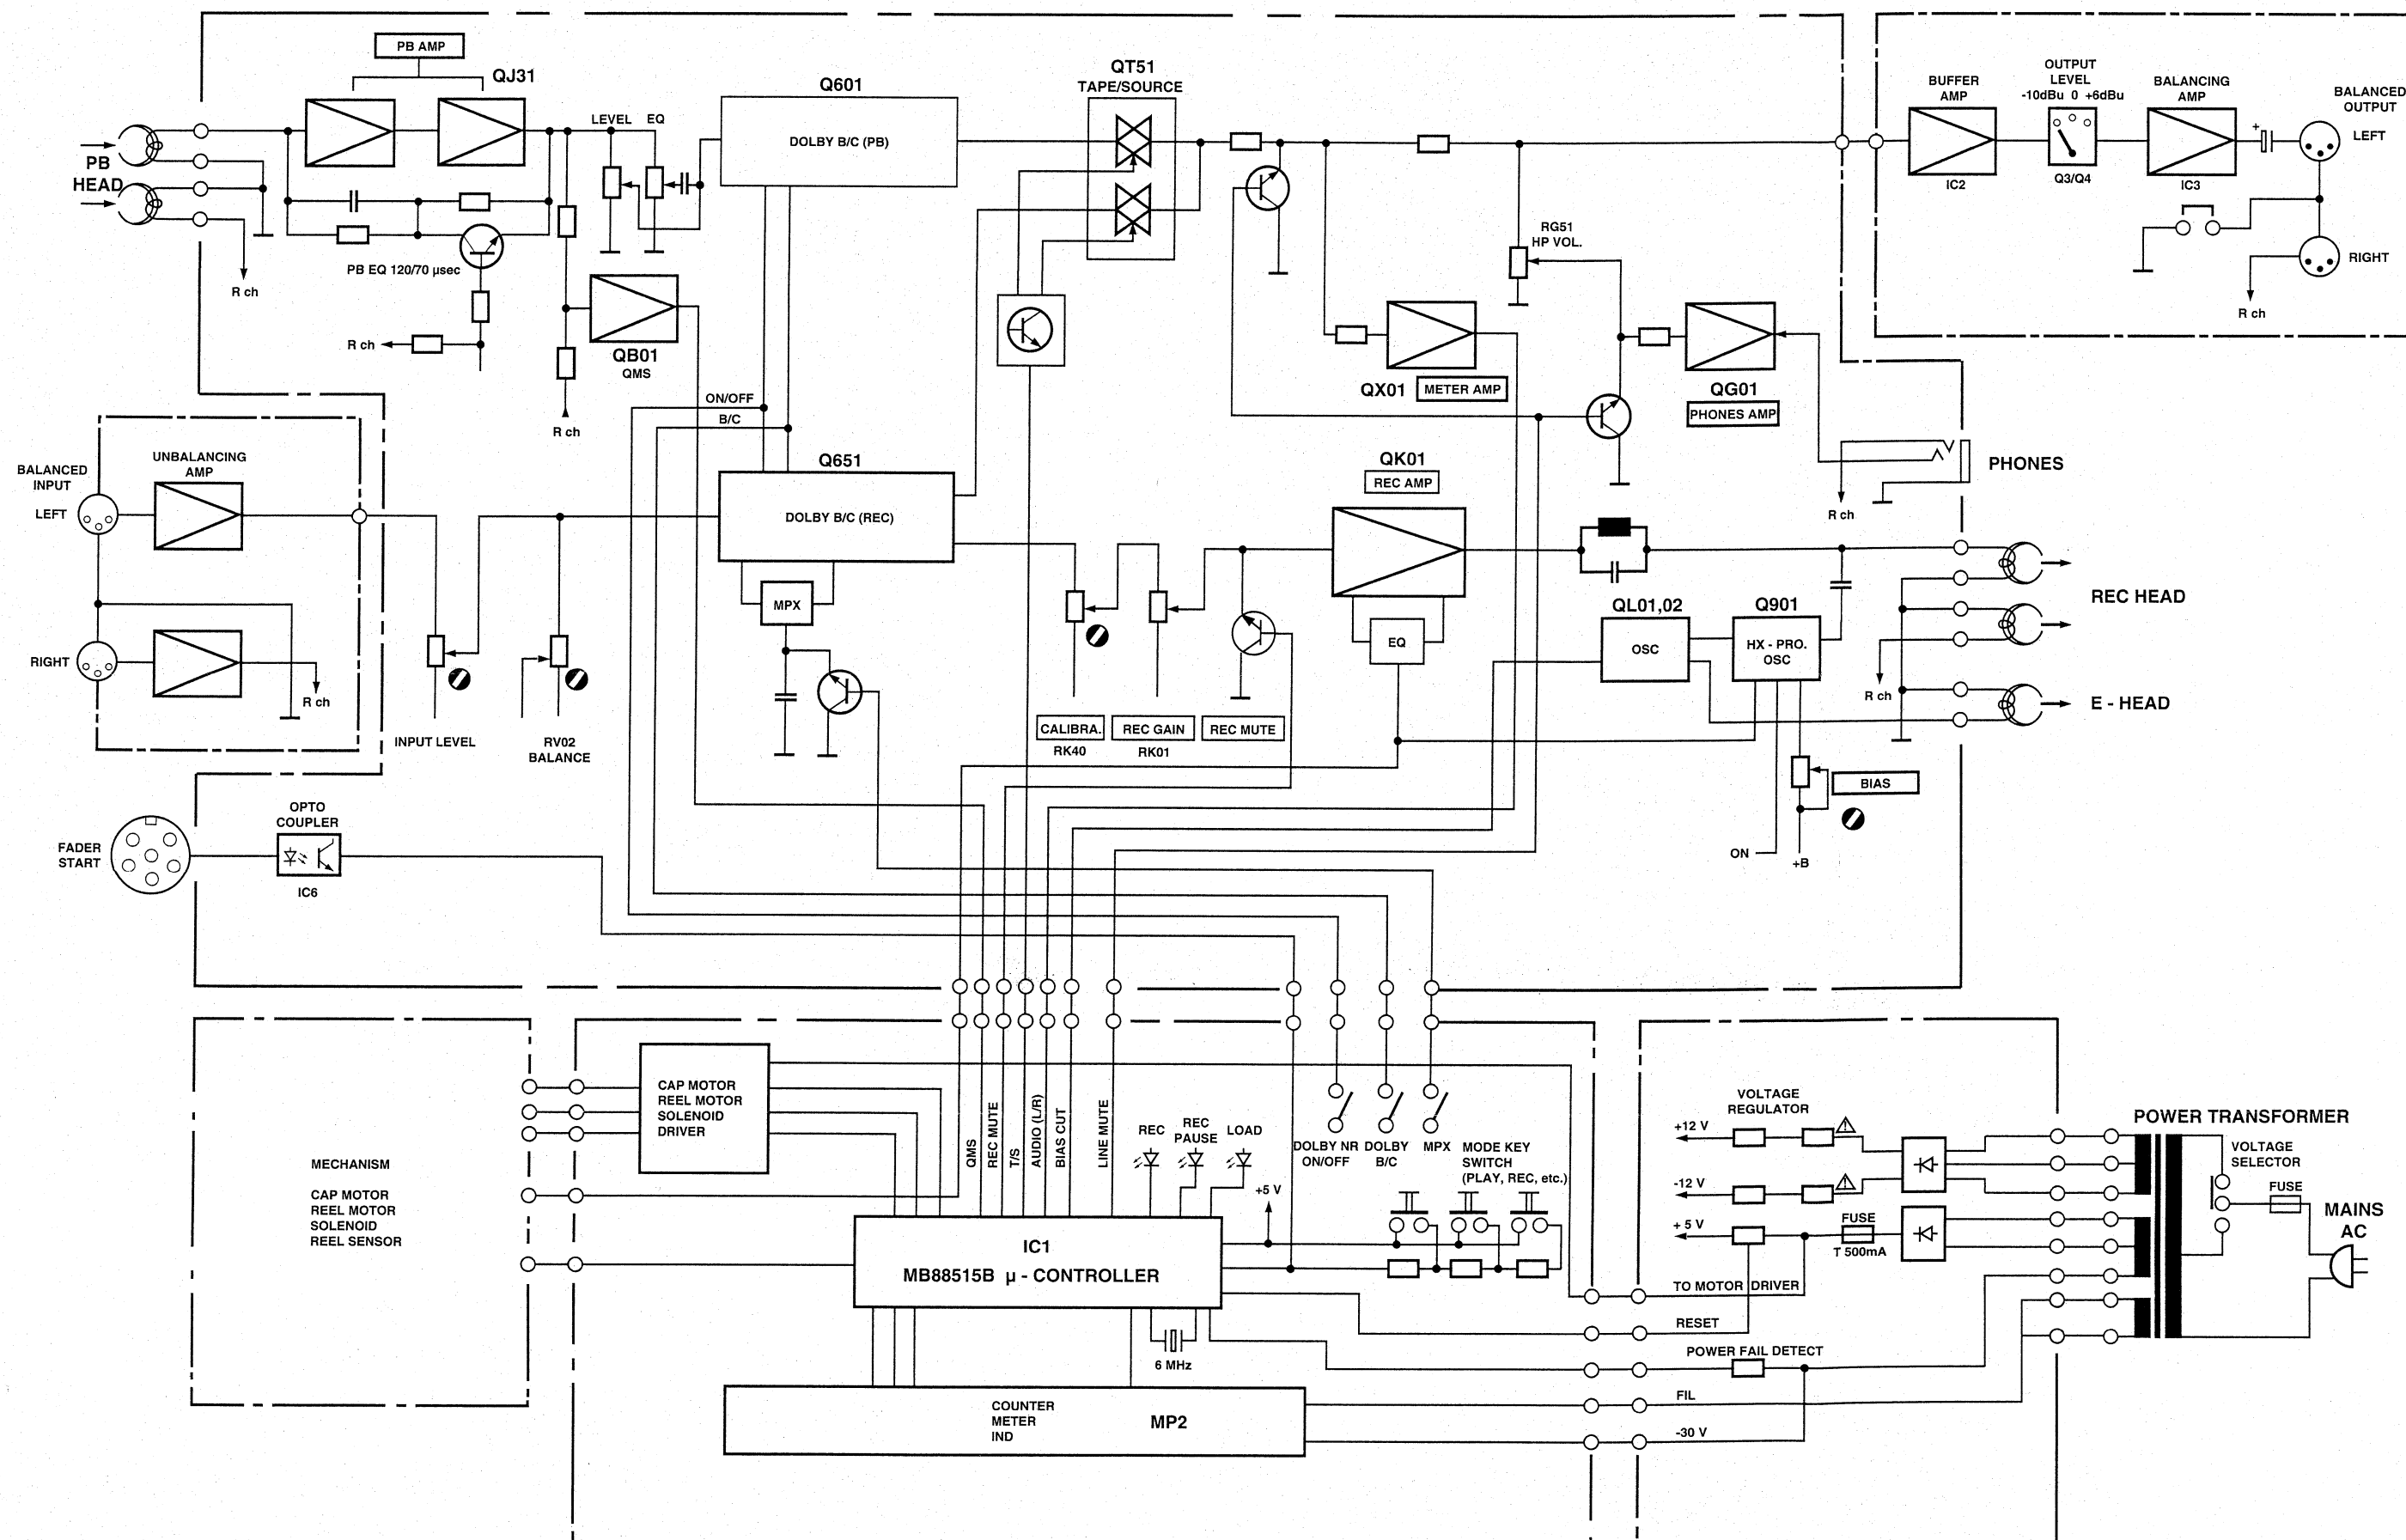 PB AMP
QJ31
LEVEL EQ
Q601
DOLBY B/C (PB)
QT51
TAPE/SOURCE
PB
HEAD
PB EQ 120/70 µsec
R ch
R ch
QB01
QMS
R ch
ON/OFF
B/C
RG51
HP VOL.
QX01
METER AMP
QG01
PHONES AMP
BUFFER
AMP
IC2
OUTPUT
LEVEL
-10dBu 0 +6dBu
Q3/Q4
BALANCING
AMP
IC3
+
BALANCED
OUTPUT
LEFT
RIGHT
R ch
PHONES
R ch
BALANCED
INPUT
LEFT
UNBALANCING
AMP
RIGHT
R ch
INPUT LEVEL
RV02
BALANCE
Q651
DOLBY B/C (REC)
MPX
QK01
REC AMP
EQ
CALIBRA.
RK40
REC GAIN
RK01
REC MUTE
QL01,02
OSC
Q901
HX - PRO.
OSC
REC HEAD
R ch
E - HEAD
BIAS
ON
+B
FADER
START
OPTO
COUPLER
IC6
MECHANISM
CAP MOTOR
REEL MOTOR
SOLENOID
REEL SENSOR
CAP MOTOR
REEL MOTOR
SOLENOID
DRIVER
QMS
REC MUTE
T/S
AUDIO (L/R)
BIAS CUT
LINE MUTE
REC
REC
PAUSE
LOAD
DOLBY NR
ON/OFF
DOLBY
B/C
MPX
MODE KEY
SWITCH
(PLAY, REC, etc.)
+5 V
IC1
MB88515B µ - CONTROLLER
6 MHz
COUNTER
METER
IND
MP2
VOLTAGE
REGULATOR
+12 V
-12 V
+ 5 V
FUSE
T 500mA
TO MOTOR DRIVER
RESET
POWER FAIL DETECT
FIL
-30 V
POWER TRANSFORMER
VOLTAGE
SELECTOR
FUSE
MAINS
AC